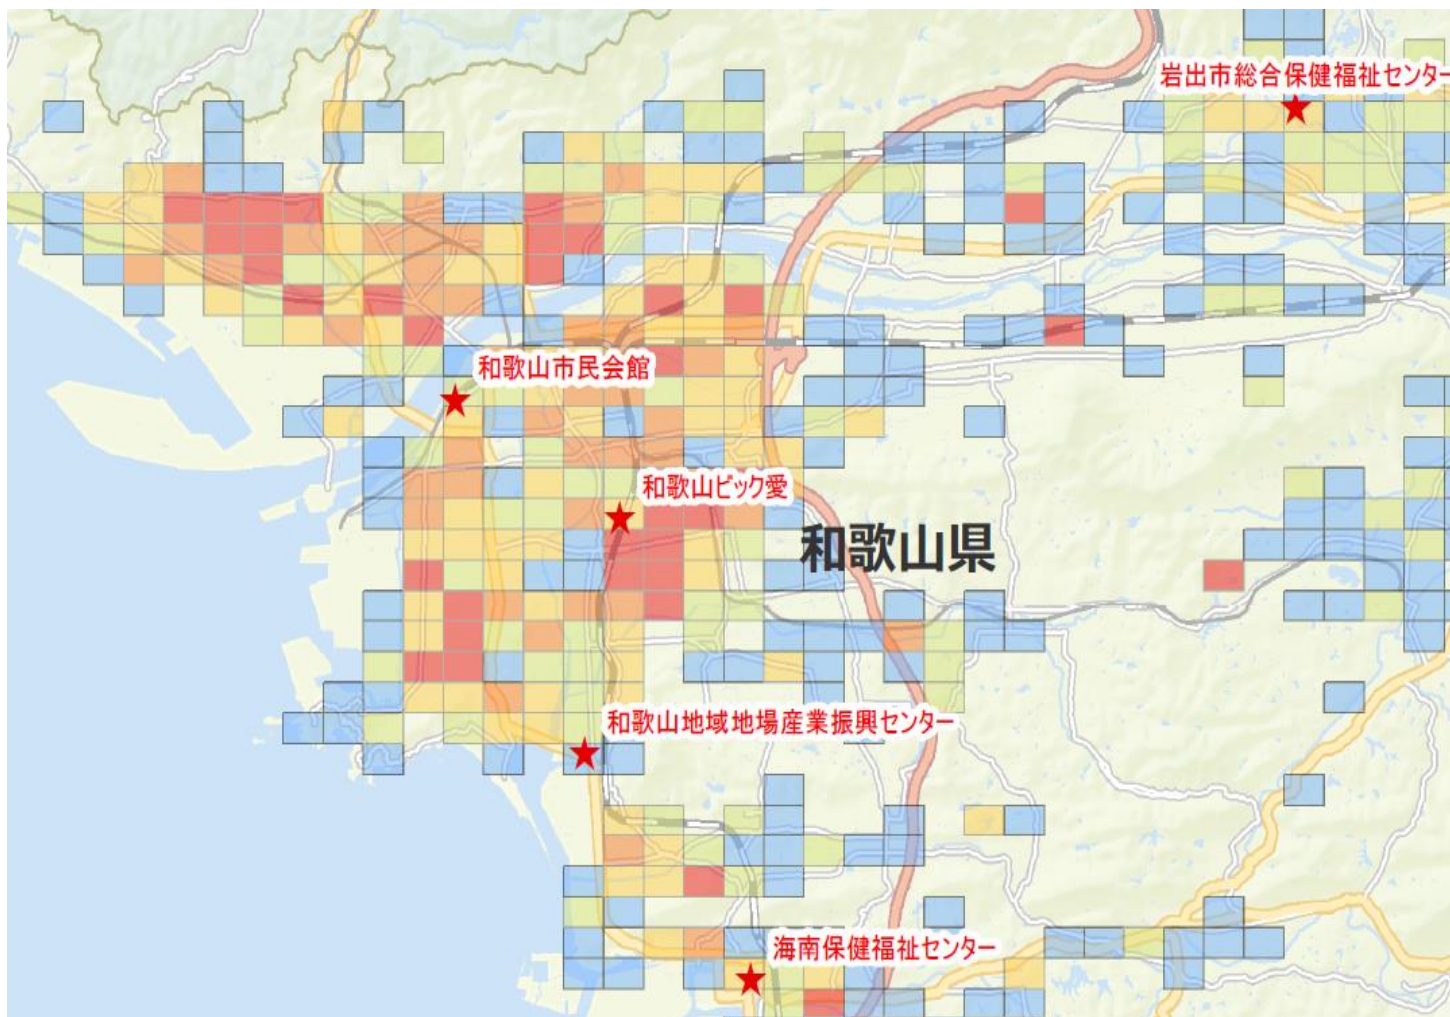 岩出市総合保健福祉センター
和歌山市民会館
和歌山ビック愛
和歌山県
和歌山地域地場産業振興センター
海南保健福祉センター